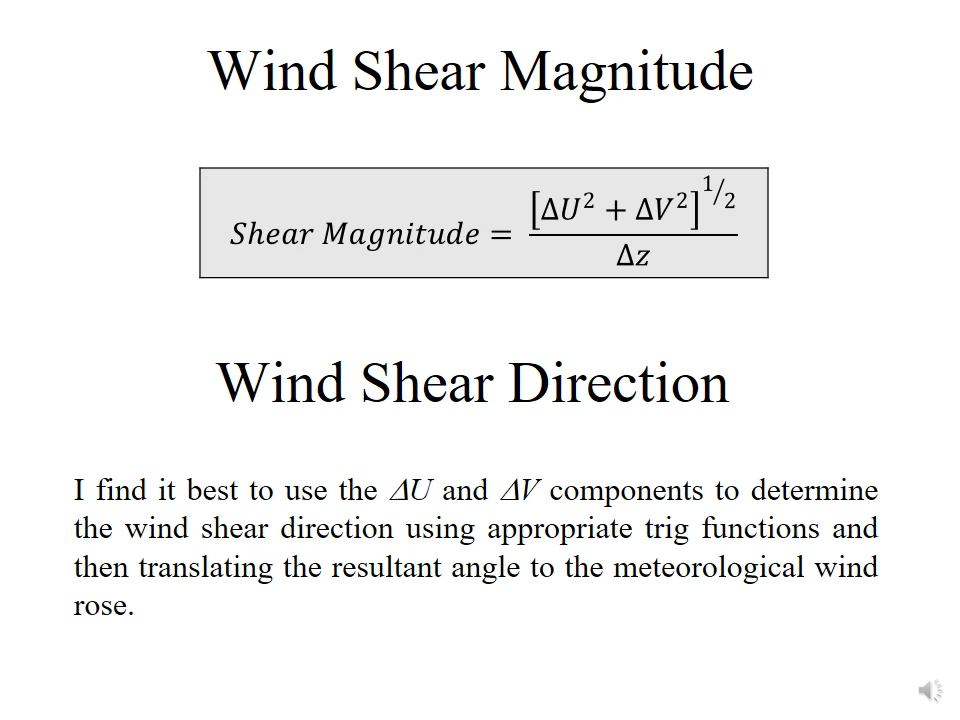 Wind Shear Magnitude
Shear Magnitude = [ΔU² + ΔV²]^1/2 / Δz
Wind Shear Direction
I find it best to use the ΔU and ΔV components to determine
the wind shear direction using appropriate trig functions and
then translating the resultant angle to the meteorological wind
rose.